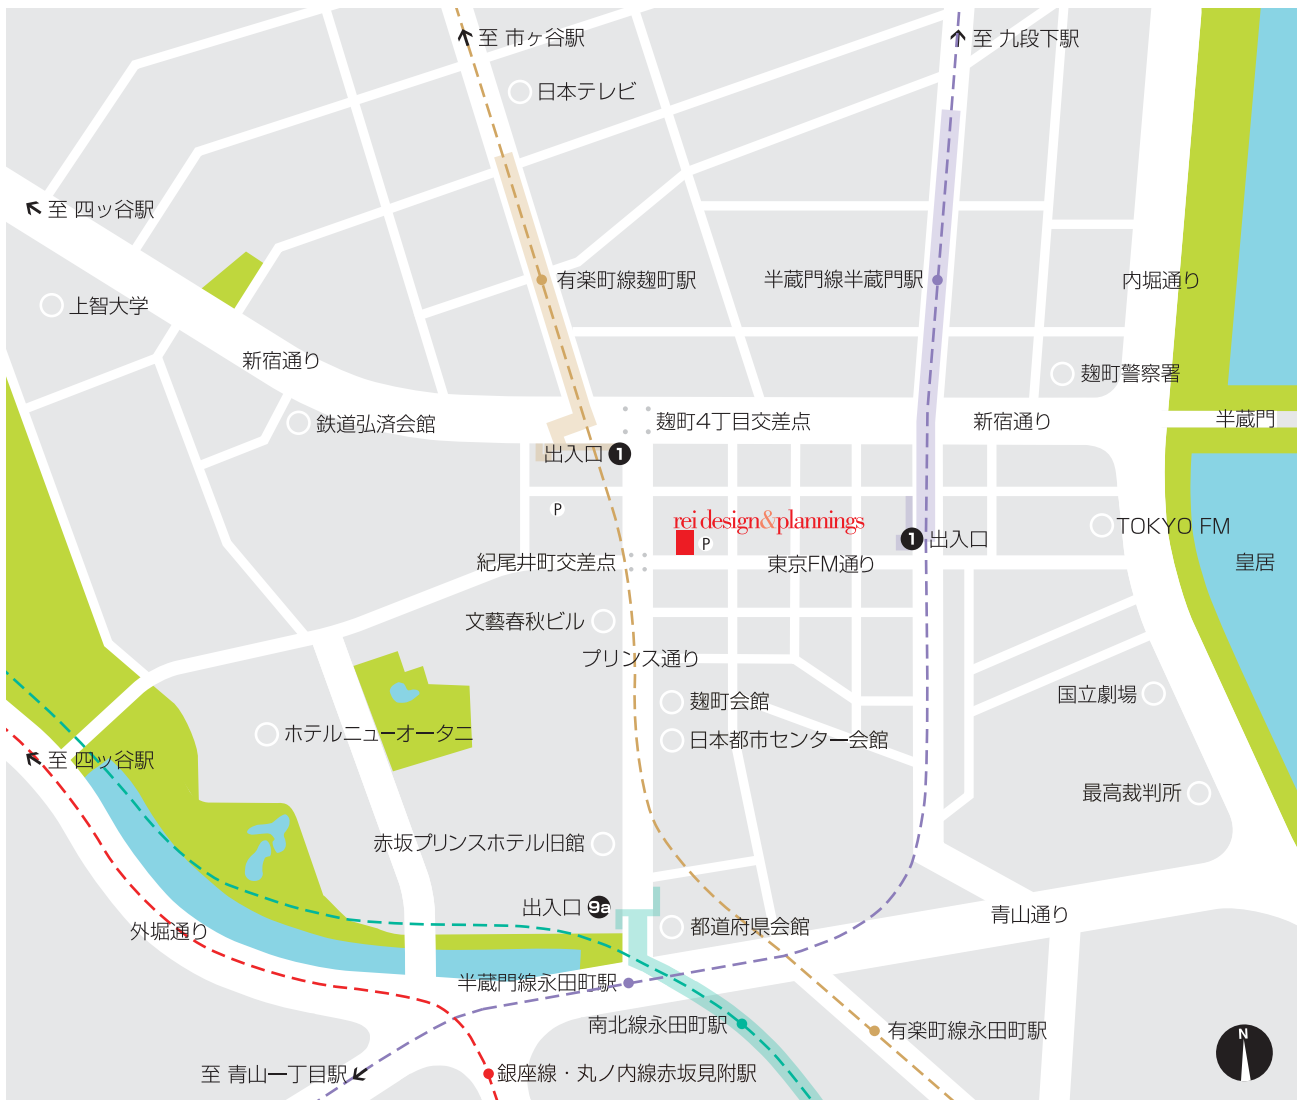 至 市ヶ谷駅
至 九段下駅
日本テレビ
至 四ッ谷駅
有楽町線麹町駅
半蔵門線半蔵門駅
内堀通り
上智大学
新宿通り
麹町警察署
鉄道弘済会館
麹町4丁目交差点
新宿通り
半蔵門
出入口 1
P
rei design&plannings
P
1 出入口
TOKYO FM
紀尾井町交差点
東京FM通り
皇居
文藝春秋ビル
プリンス通り
麹町会館
国立劇場
ホテルニューオータニ
日本都市センター会館
至 四ッ谷駅
最高裁判所
赤坂プリンスホテル旧館
出入口 9a
青山通り
外堀通り
都道府県会館
半蔵門線永田町駅
南北線永田町駅
有楽町線永田町駅
N
至 青山一丁目駅
銀座線・丸ノ内線赤坂見附駅